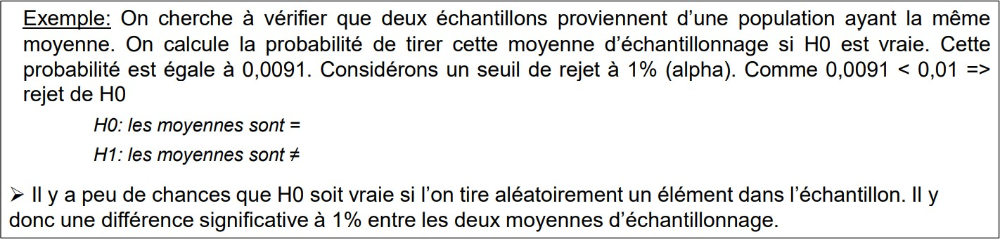 Exemple: On cherche à vérifier que deux échantillons proviennent d’une population ayant la même
moyenne. On calcule la probabilité de tirer cette moyenne d’échantillonnage si H0 est vraie. Cette
probabilité est égale à 0,0091. Considérons un seuil de rejet à 1% (alpha). Comme 0,0091 < 0,01 =>
rejet de H0
H0: les moyennes sont =
H1: les moyennes sont ≠
➢ Il y a peu de chances que H0 soit vraie si l’on tire aléatoirement un élément dans l’échantillon. Il y
donc une différence significative à 1% entre les deux moyennes d’échantillonnage.